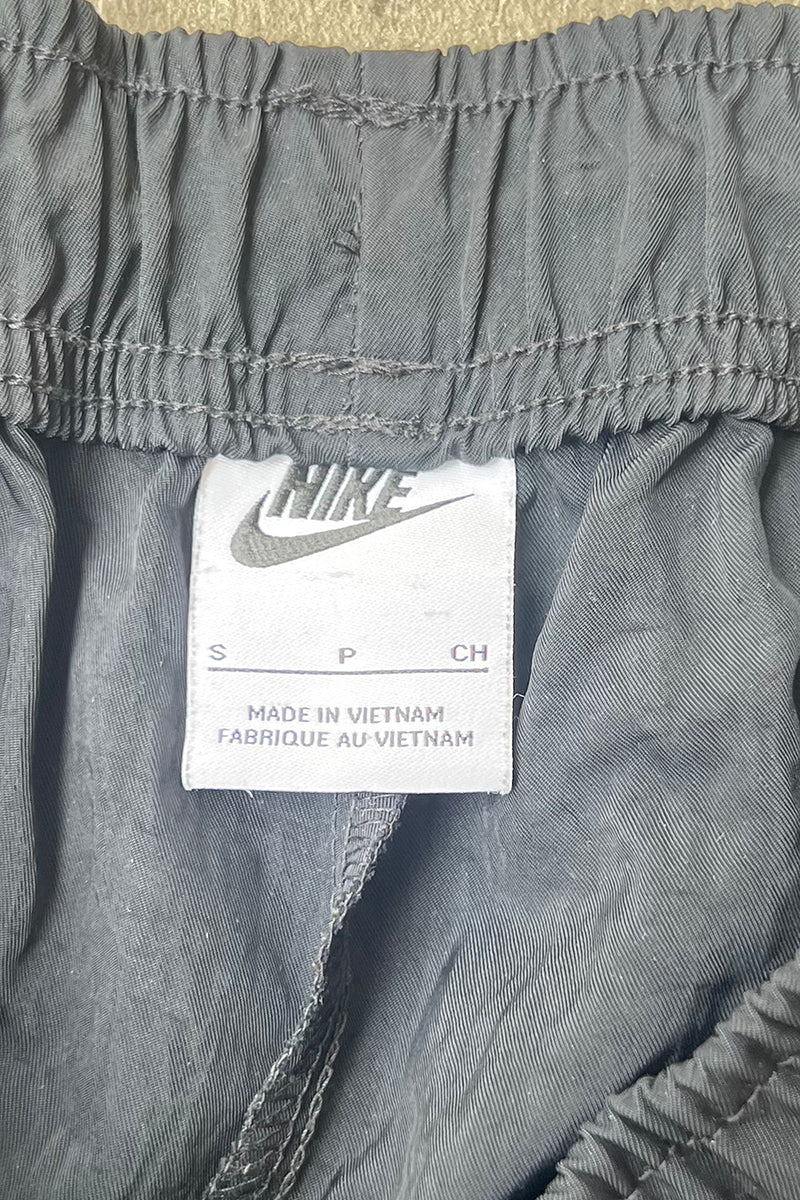 NIKE
S P CH
MADE IN VIETNAM
FABRIQUE AU VIETNAM